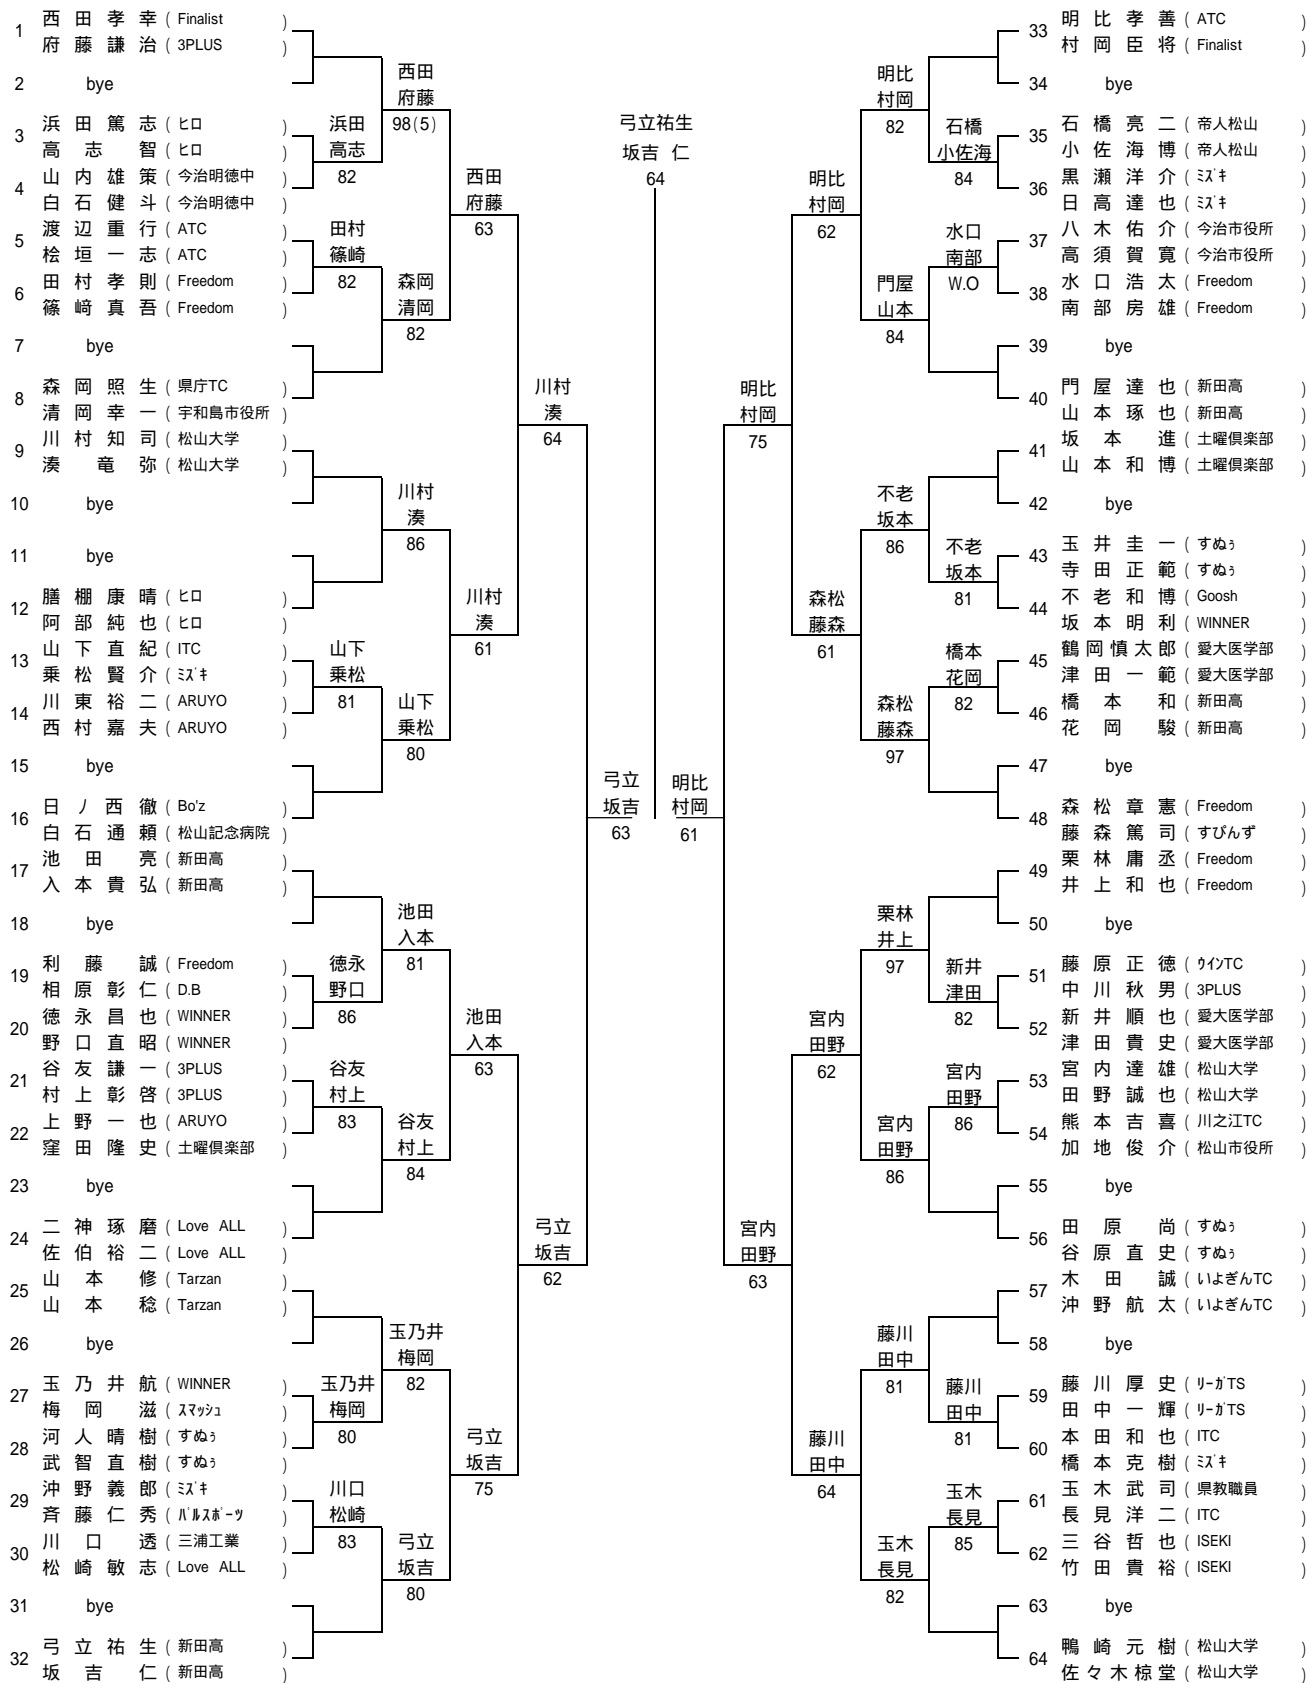 1 西田孝幸 ( Finalist )
府藤謙治 ( 3PLUS )
2 bye
3 浜田篤志 ( ヒロ )
高志智 ( ヒロ )
4 山内雄策 ( 今治明徳中 )
白石健斗 ( 今治明徳中 )
5 渡辺重行 ( ATC )
桧垣一志 ( ATC )
6 田村孝則 ( Freedom )
篠﨑真吾 ( Freedom )
7 bye
8 森岡照生 ( 県庁TC )
清岡幸一 ( 宇和島市役所 )
9 川村知司 ( 松山大学 )
湊竜弥 ( 松山大学 )
10 bye
11 bye
12 膳棚康晴 ( ヒロ )
阿部純也 ( ヒロ )
13 山下直紀 ( ITC )
乗松賢介 ( ミズキ )
14 川東裕二 ( ARUYO )
西村嘉夫 ( ARUYO )
15 bye
16 日ノ西徹 ( Bo'z )
白石通頼 ( 松山記念病院 )
17 池田亮 ( 新田高 )
入本貴弘 ( 新田高 )
18 bye
19 利藤誠 ( Freedom )
相原彰仁 ( D.B )
20 徳永昌也 ( WINNER )
野口直昭 ( WINNER )
21 谷友謙一 ( 3PLUS )
村上彰啓 ( 3PLUS )
22 上野一也 ( ARUYO )
窪田隆史 ( 土曜倶楽部 )
23 bye
24 二神琢磨 ( Love ALL )
佐伯裕二 ( Love ALL )
25 山本修 ( Tarzan )
山本稔 ( Tarzan )
26 bye
27 玉乃井航 ( WINNER )
梅岡滋 ( スマッシュ )
28 河人晴樹 ( すぬぅ )
武智直樹 ( すぬぅ )
29 沖野義郎 ( ミズキ )
斉藤仁秀 ( パルスポーツ )
30 川口透 ( 三浦工業 )
松崎敏志 ( Love ALL )
31 bye
32 弓立祐生 ( 新田高 )
坂吉仁 ( 新田高 )
浜田
高志
82
田村
篠崎
82
山下
乗松
81
徳永
野口
86
谷友
村上
83
玉乃井
梅岡
80
川口
松崎
83
西田
府藤
98(5)
森岡
清岡
82
川村
湊
86
山下
乗松
80
池田
入本
81
谷友
村上
84
玉乃井
梅岡
82
弓立
坂吉
80
西田
府藤
63
川村
湊
61
池田
入本
63
弓立
坂吉
75
川村
湊
64
弓立
坂吉
62
弓立
坂吉
63
弓立祐生
坂吉 仁
64
明比
村岡
61
明比
村岡
75
宮内
田野
63
明比
村岡
62
森松
藤森
61
宮内
田野
62
藤川
田中
64
明比
村岡
82
門屋
山本
84
不老
坂本
86
森松
藤森
97
栗林
井上
97
宮内
田野
86
藤川
田中
81
玉木
長見
82
石橋
小佐海
84
水口
南部
W.O
不老
坂本
81
橋本
花岡
82
新井
津田
82
宮内
田野
86
藤川
田中
81
玉木
長見
85
33 明比孝善 ( ATC )
村岡臣将 ( Finalist )
34 bye
35 石橋亮二 ( 帝人松山 )
小佐海博 ( 帝人松山 )
36 黒瀬洋介 ( ミズキ )
日高達也 ( ミズキ )
37 八木佑介 ( 今治市役所 )
高須賀寛 ( 今治市役所 )
38 水口浩太 ( Freedom )
南部房雄 ( Freedom )
39 bye
40 門屋達也 ( 新田高 )
山本琢也 ( 新田高 )
41 坂本進 ( 土曜倶楽部 )
山本和博 ( 土曜倶楽部 )
42 bye
43 玉井圭一 ( すぬぅ )
寺田正範 ( すぬぅ )
44 不老和博 ( Goosh )
坂本明利 ( WINNER )
45 鶴岡慎太郎 ( 愛大医学部 )
津田一範 ( 愛大医学部 )
46 橋本和 ( 新田高 )
花岡駿 ( 新田高 )
47 bye
48 森松章憲 ( Freedom )
藤森篤司 ( すぴんず )
49 栗林庸丞 ( Freedom )
井上和也 ( Freedom )
50 bye
51 藤原正徳 ( ウインTC )
中川秋男 ( 3PLUS )
52 新井順也 ( 愛大医学部 )
津田貴史 ( 愛大医学部 )
53 宮内達雄 ( 松山大学 )
田野誠也 ( 松山大学 )
54 熊本吉喜 ( 川之江TC )
加地俊介 ( 松山市役所 )
55 bye
56 田原尚 ( すぬぅ )
谷原直史 ( すぬぅ )
57 木田誠 ( いよぎんTC )
沖野航太 ( いよぎんTC )
58 bye
59 藤川厚史 ( リーガTS )
田中一輝 ( リーガTS )
60 本田和也 ( ITC )
橋本克樹 ( ミズキ )
61 玉木武司 ( 県教職員 )
長見洋二 ( ITC )
62 三谷哲也 ( ISEKI )
竹田貴裕 ( ISEKI )
63 bye
64 鴨崎元樹 ( 松山大学 )
佐々木椋堂 ( 松山大学 )